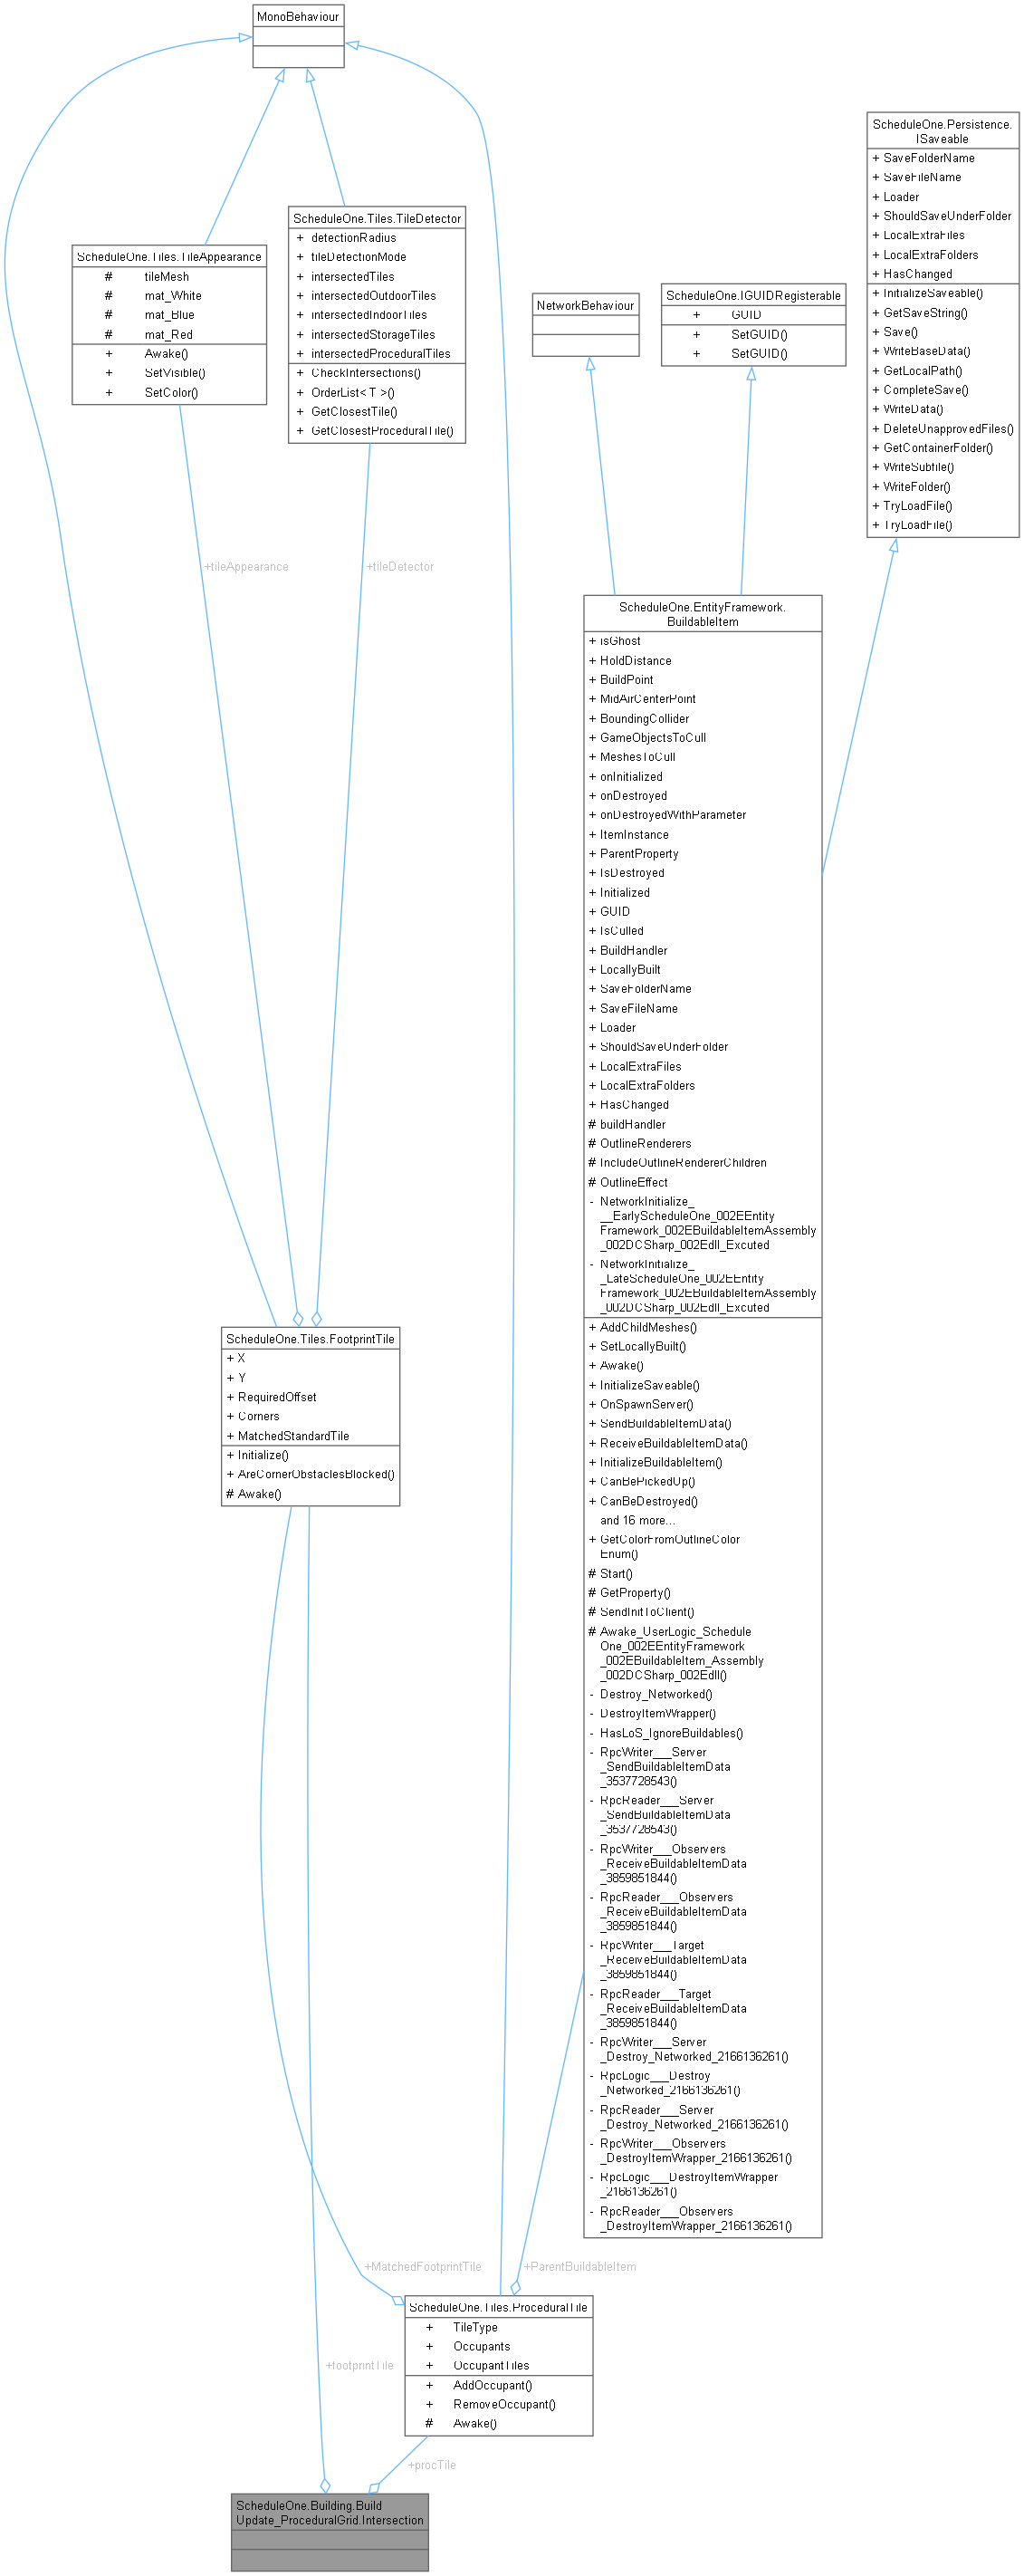 MonoBehaviour
ScheduleOne.Persistence.
ISaveable
+ SaveFolderName
+ SaveFileName
+ Loader
+ ShouldSaveUnderFolder
+ LocalExtraFiles
+ LocalExtraFolders
+ HasChanged
+ InitializeSaveable()
+ GetSaveString()
+ Save()
+ WriteBaseData()
+ GetLocalPath()
+ CompleteSave()
+ WriteData()
+ DeleteUnapprovedFiles()
+ GetContainerFolder()
+ WriteSubfile()
+ WriteFolder()
+ TryLoadFile()
+ TryLoadFile()
ScheduleOne.Tiles.TileDetector
+ detectionRadius
+ tileDetectionMode
+ intersectedTiles
+ intersectedOutdoorTiles
+ intersectedIndoorTiles
+ intersectedStorageTiles
+ intersectedProceduralTiles
+ CheckIntersections()
+ OrderList< T >()
+ GetClosestTile()
+ GetClosestProceduralTile()
ScheduleOne.Tiles.TileAppearance
# tileMesh
# mat_White
# mat_Blue
# mat_Red
+ Awake()
+ SetVisible()
+ SetColor()
NetworkBehaviour
ScheduleOne.IGUIDRegisterable
+ GUID
+ SetGUID()
+ SetGUID()
+tileAppearance
+tileDetector
ScheduleOne.EntityFramework.
BuildableItem
+ isGhost
+ HoldDistance
+ BuildPoint
+ MidAirCenterPoint
+ BoundingCollider
+ GameObjectsToCull
+ MeshesToCull
+ onInitialized
+ onDestroyed
+ onDestroyedWithParameter
+ ItemInstance
+ ParentProperty
+ IsDestroyed
+ Initialized
+ GUID
+ IsCulled
+ BuildHandler
+ LocallyBuilt
+ SaveFolderName
+ SaveFileName
+ Loader
+ ShouldSaveUnderFolder
+ LocalExtraFiles
+ LocalExtraFolders
+ HasChanged
# buildHandler
# OutlineRenderers
# IncludeOutlineRendererChildren
# OutlineEffect
- NetworkInitialize_
__EarlyScheduleOne_002EEntity
Framework_002EBuildableItemAssembly
_002DCSharp_002Edll_Excuted
- NetworkInitialize_
_LateScheduleOne_002EEntity
Framework_002EBuildableItemAssembly
_002DCSharp_002Edll_Excuted
+ AddChildMeshes()
+ SetLocallyBuilt()
+ Awake()
+ InitializeSaveable()
+ OnSpawnServer()
+ SendBuildableItemData()
+ ReceiveBuildableItemData()
+ InitializeBuildableItem()
+ CanBePickedUp()
+ CanBeDestroyed()
and 16 more...
+ GetColorFromOutlineColor
Enum()
# Start()
# GetProperty()
# SendInitToClient()
# Awake_UserLogic_Schedule
One_002EEntityFramework
_002EBuildableItem_Assembly
_002DCSharp_002Edll()
- Destroy_Networked()
- DestroyItemWrapper()
- HasLoS_IgnoreBuildables()
- RpcWriter___Server
_SendBuildableItemData
_3537728543()
- RpcReader___Server
_SendBuildableItemData
_3537728543()
- RpcWriter___Observers
_ReceiveBuildableItemData
_3859851844()
- RpcReader___Observers
_ReceiveBuildableItemData
_3859851844()
- RpcWriter___Target
_ReceiveBuildableItemData
_3859851844()
- RpcReader___Target
_ReceiveBuildableItemData
_3859851844()
- RpcWriter___Server
_Destroy_Networked_2166136261()
- RpcLogic___Destroy
_Networked_2166136261()
- RpcReader___Server
_Destroy_Networked_2166136261()
- RpcWriter___Observers
_DestroyItemWrapper_2166136261()
- RpcLogic___DestroyItemWrapper
_2166136261()
- RpcReader___Observers
_DestroyItemWrapper_2166136261()
ScheduleOne.Tiles.FootprintTile
+ X
+ Y
+ RequiredOffset
+ Corners
+ MatchedStandardTile
+ Initialize()
+ AreCornerObstaclesBlocked()
# Awake()
+MatchedFootprintTile
+ParentBuildableItem
ScheduleOne.Tiles.ProceduralTile
+ TileType
+ Occupants
+ OccupantTiles
+ AddOccupant()
+ RemoveOccupant()
# Awake()
+footprintTile
+procTile
ScheduleOne.Building.Build
Update_ProceduralGrid.Intersection